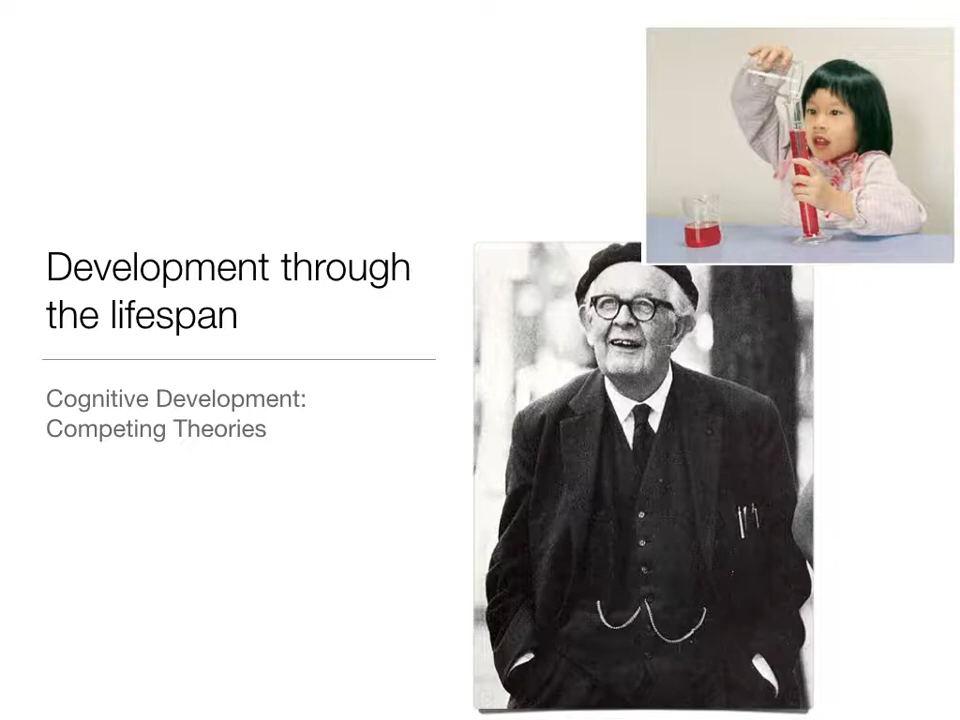 Development through
the lifespan
Cognitive Development:
Competing Theories